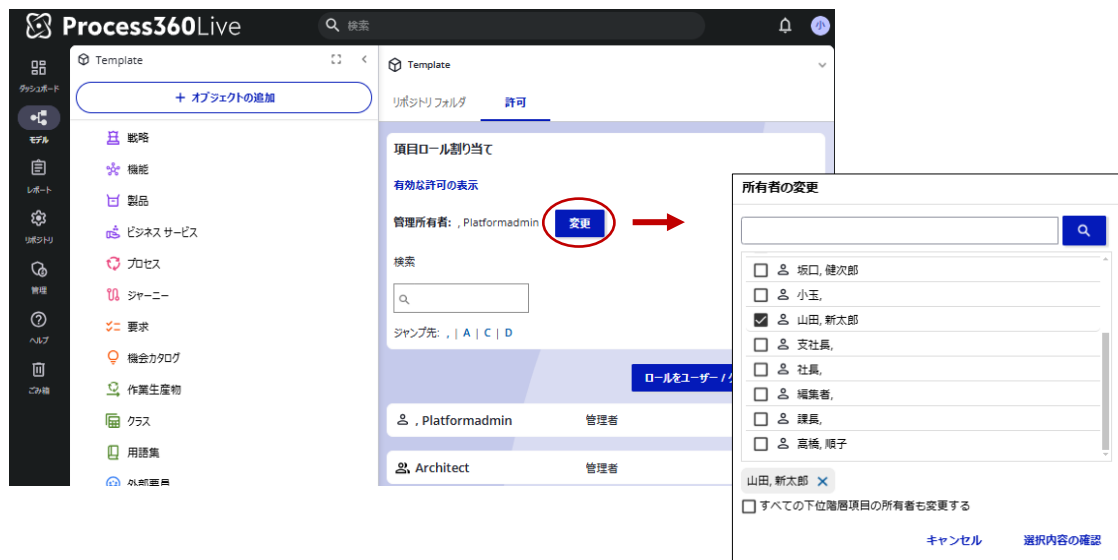 Process360Live
検索
小
ダッシュボード
モデル
レポート
リポジトリ
管理
ヘルプ
ごみ箱
Template
+ オブジェクトの追加
戦略
機能
製品
ビジネス サービス
プロセス
ジャーニー
要求
機会カタログ
作業生産物
クラス
用語集
外部要員
Template
リポジトリ フォルダ 許可
項目ロール割り当て
有効な許可の表示
管理所有者: , Platformadmin 変更
検索
ジャンプ先: , | A | C | D
ロールをユーザー /
, Platformadmin 管理者
Architect 管理者
所有者の変更
坂口, 健次郎
小玉,
山田, 新太郎
支社長,
社長,
編集者,
課長,
高橋, 順子
山田, 新太郎 ×
すべての下位階層項目の所有者も変更する
キャンセル 選択内容の確認